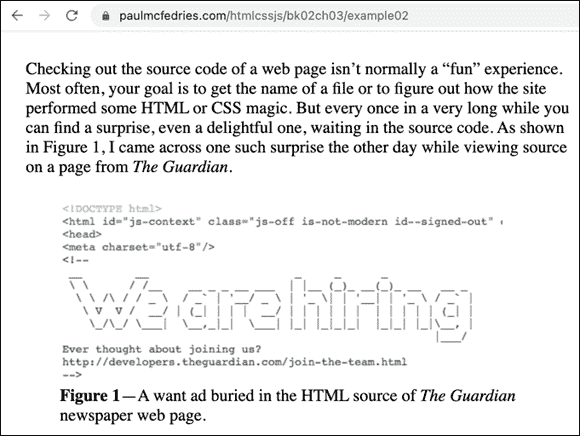 paulmcfedries.com/htmlcssjs/bk02ch03/example02
Checking out the source code of a web page isn’t normally a “fun” experience.
Most often, your goal is to get the name of a file or to figure out how the site
performed some HTML or CSS magic. But every once in a very long while you
can find a surprise, even a delightful one, waiting in the source code. As shown
in Figure 1, I came across one such surprise the other day while viewing source
on a page from The Guardian.
<!DOCTYPE html>
<html id="js-context" class="js-off is-not-modern id--signed-out"
<head>
<meta charset="utf-8"/>
<!--
We are hiring
Ever thought about joining us?
http://developers.theguardian.com/join-the-team.html
-->
Figure 1—A want ad buried in the HTML source of The Guardian
newspaper web page.